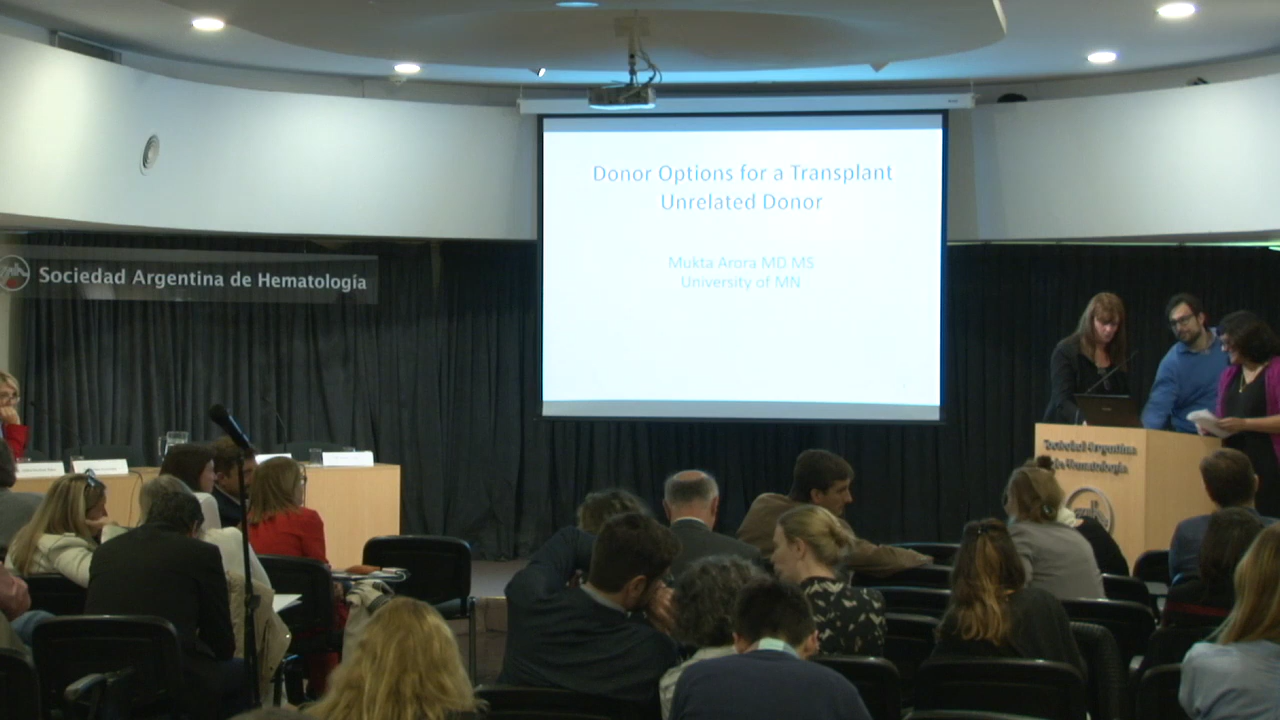 Donor Options for a Transplant
Unrelated Donor
Mukta Arora MD MS
University of MN
Sociedad Argentina de Hematología
Sociedad Argentina
de Hematología